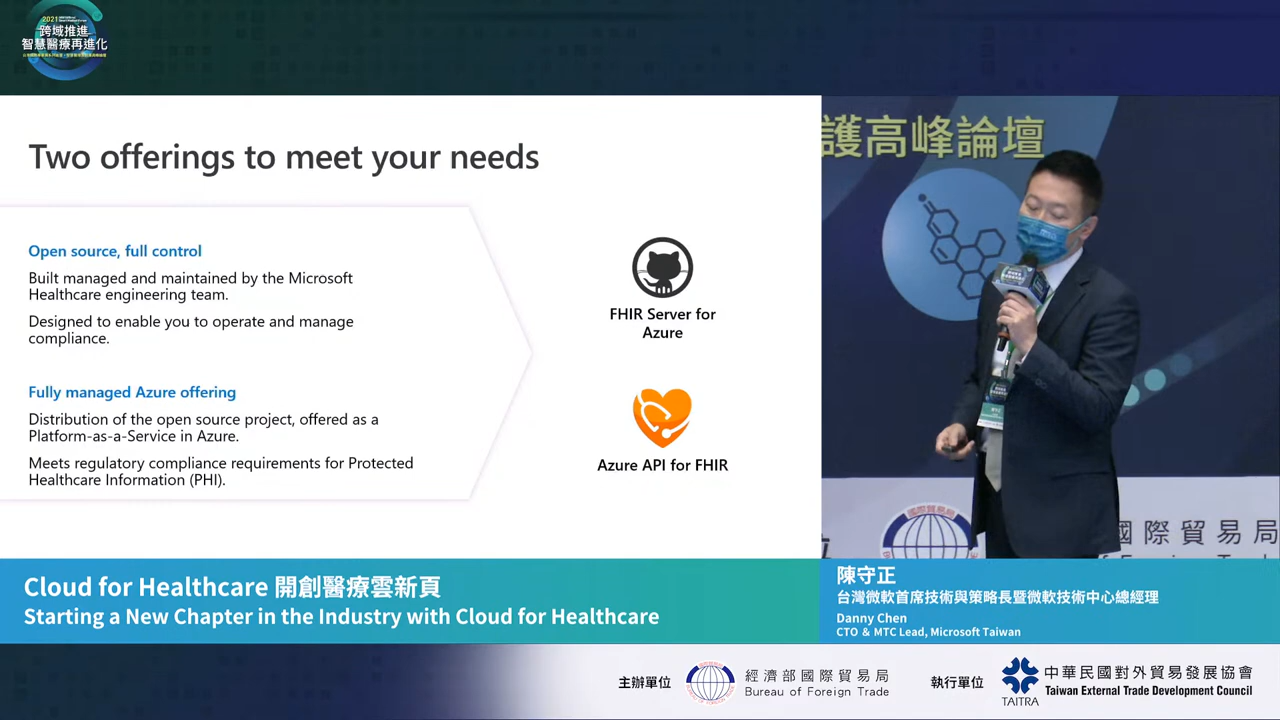 2021
跨域推進
智慧醫療再進化
Two offerings to meet your needs
Open source, full control
Built managed and maintained by the Microsoft
Healthcare engineering team.
Designed to enable you to operate and manage
compliance.
Fully managed Azure offering
Distribution of the open source project, offered as a
Platform-as-a-Service in Azure.
Meets regulatory compliance requirements for Protected
Healthcare Information (PHI).
FHIR Server for
Azure
Azure API for FHIR
護高峰論壇
國際貿易局
國際貿易局
Cloud for Healthcare 開創醫療雲新頁
Starting a New Chapter in the Industry with Cloud for Healthcare
陳守正
台灣微軟首席技術與策略長暨微軟技術中心總經理
Danny Chen
CTO & MTC Lead, Microsoft Taiwan
主辦單位
經濟部國際貿易局
Bureau of Foreign Trade
執行單位
TAITRA
中華民國對外貿易發展協會
Taiwan External Trade Development Council